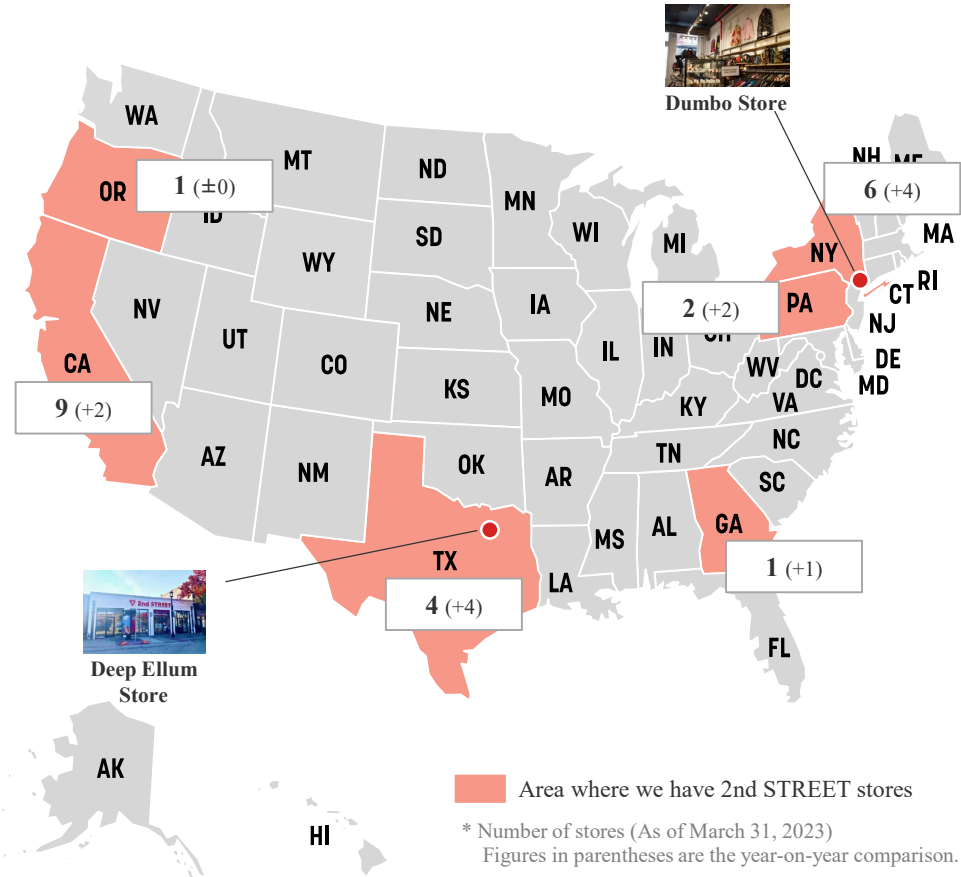 Dumbo Store
WA
MT
ND
MN
NH
ME
OR
1 (±0)
ID
6 (+4)
SD
WI
MI
MA
WY
NY
NV
NE
IA
2 (+2)
PA
CT
RI
UT
CO
IL
IN
OH
NJ
CA
KS
MO
WV
DC
DE
MD
KY
VA
9 (+2)
AZ
NM
OK
AR
TN
NC
SC
MS
AL
GA
TX
LA
1 (+1)
4 (+4)
2nd STREET
Deep Ellum
Store
FL
AK
HI
Area where we have 2nd STREET stores
* Number of stores (As of March 31, 2023)
Figures in parentheses are the year-on-year comparison.